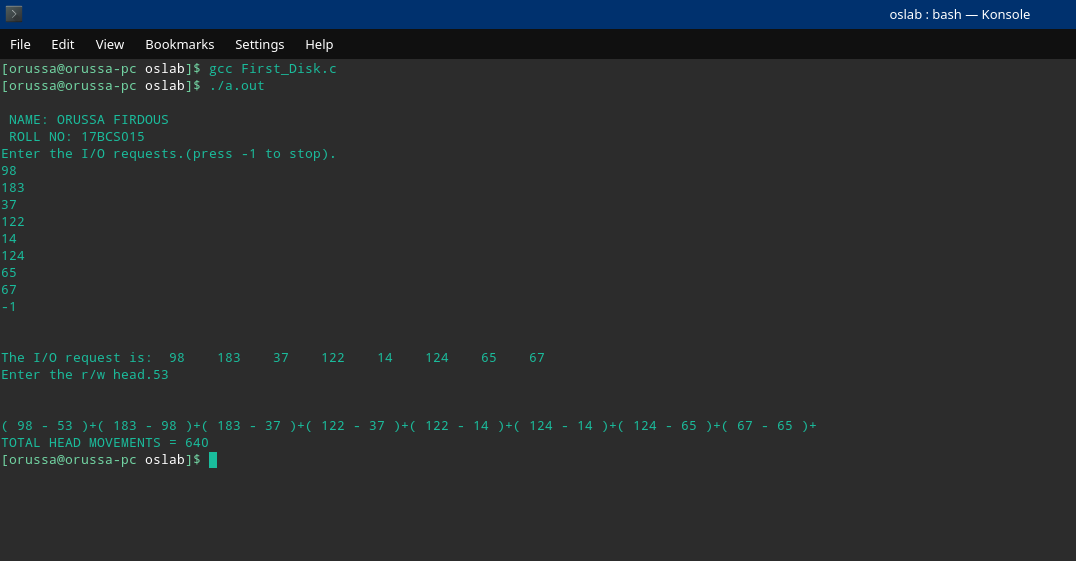 oslab : bash — Konsole
File Edit View Bookmarks Settings Help
[orussa@orussa-pc oslab]$ gcc First_Disk.c
[orussa@orussa-pc oslab]$ ./a.out
NAME: ORUSSA FIRDOUS
ROLL NO: 17BCS015
Enter the I/O requests.(press -1 to stop).
98
183
37
122
14
124
65
67
-1
The I/O request is:  98    183    37    122    14    124    65    67
Enter the r/w head.53
( 98 - 53 )+( 183 - 98 )+( 183 - 37 )+( 122 - 37 )+( 122 - 14 )+( 124 - 14 )+( 124 - 65 )+( 67 - 65 )+
TOTAL HEAD MOVEMENTS = 640
[orussa@orussa-pc oslab]$